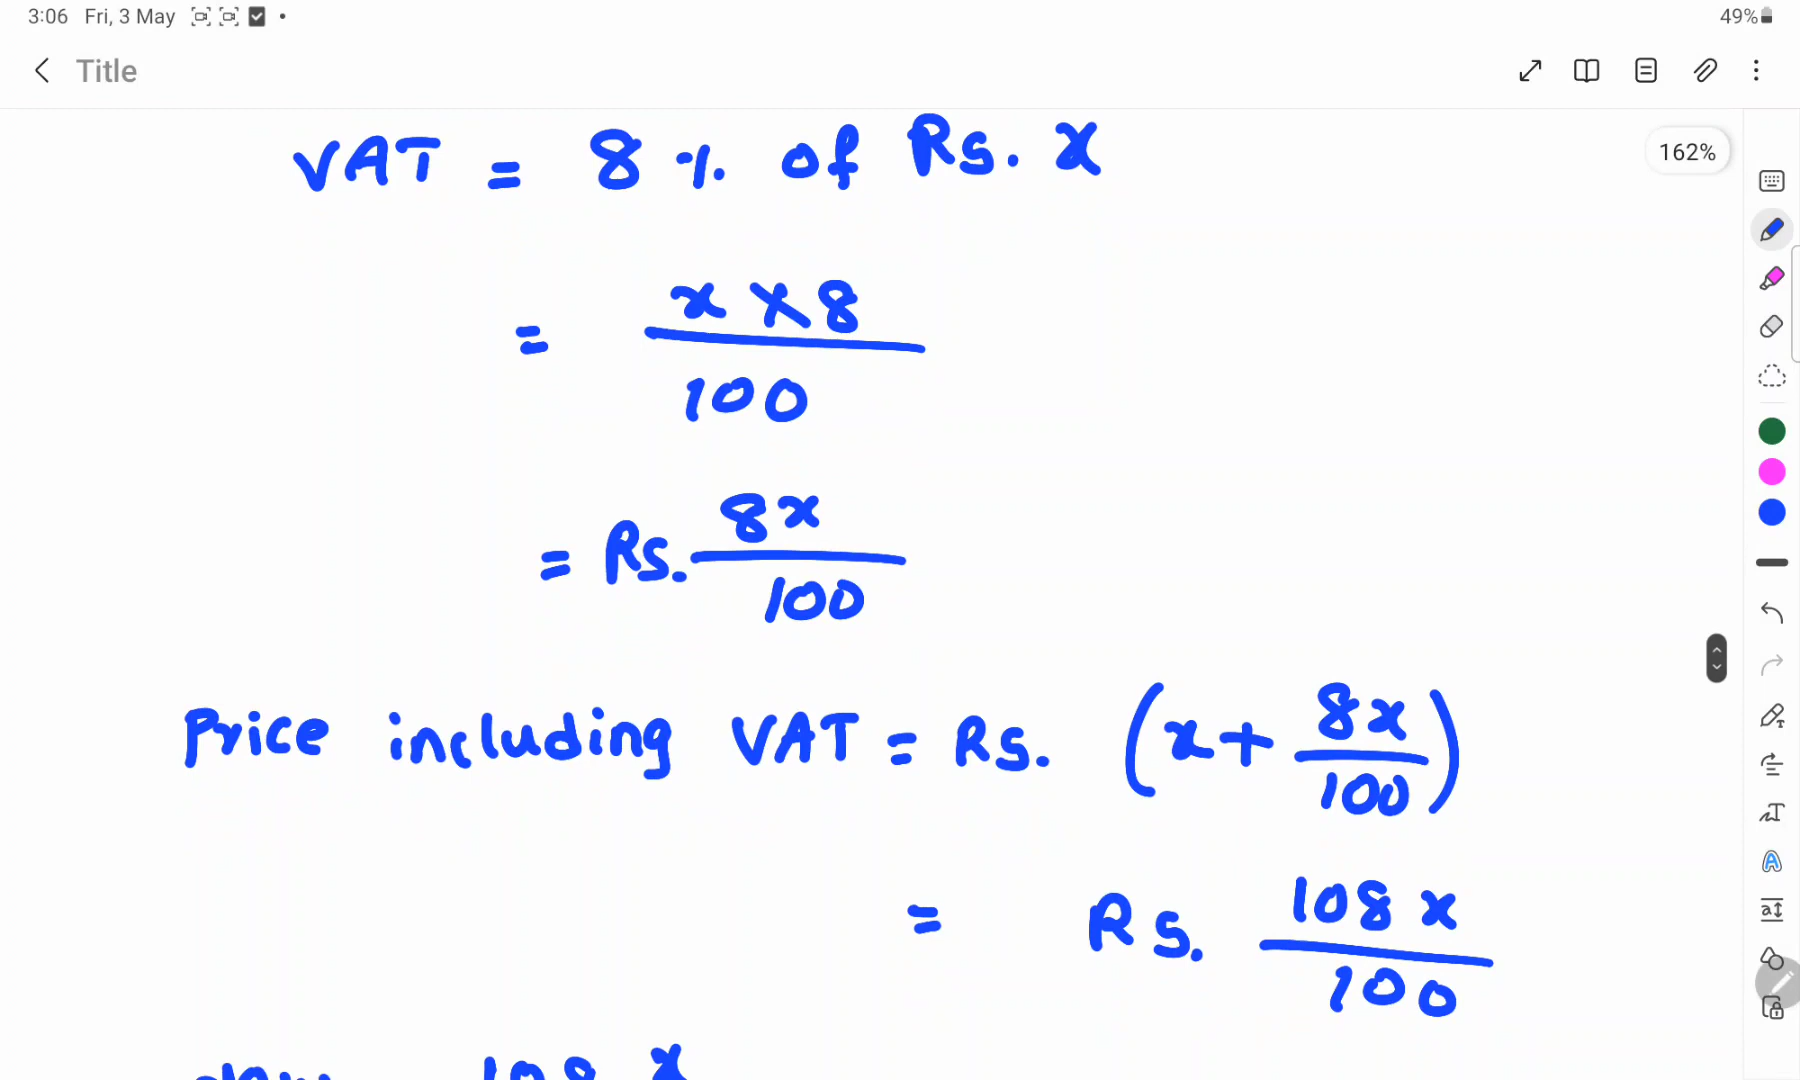 3:06 Fri, 3 May
49%
Title
162%
VAT = 8 % of Rs. x
= x × 8
100
= Rs. 8x
100
Price including VAT = Rs. (x + 8x
100)
= Rs. 108 x
100
108 x